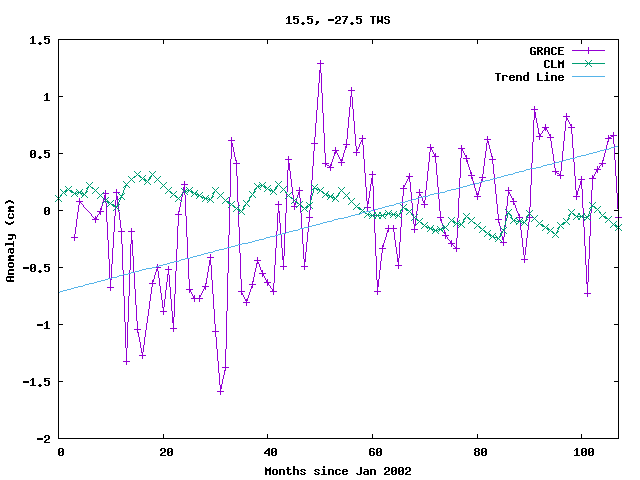 15.5, -27.5 TWS
1.5
GRACE
CLM
Trend Line
1
0.5
0
-0.5
-1
-1.5
-2
Anomaly (cm)
0 20 40 60 80 100
Months since Jan 2002